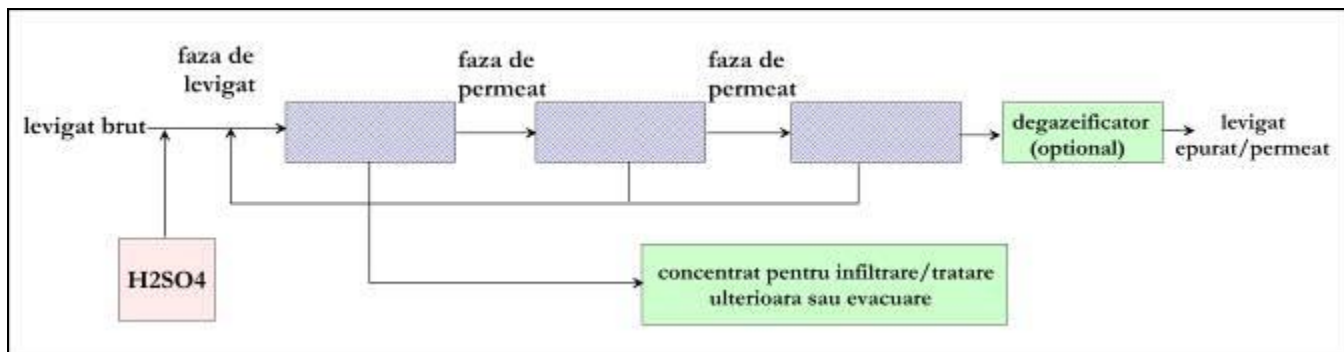 faza de
levigat
faza de
permeat
faza de
permeat
levigat brut
degazeificator
(optional)
levigat
epurat/permeat
H2SO4
concentrat pentru infiltrare/tratare
ulterioara sau evacuare